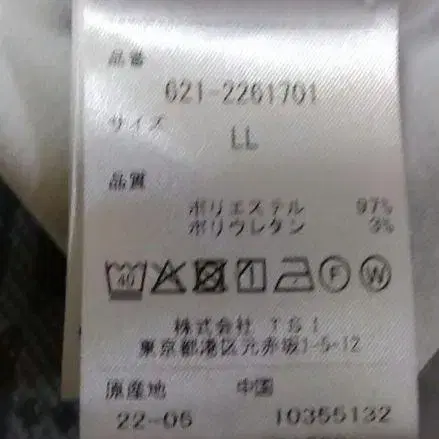 品番
621-2261701
サイズ
LL
品質
ポリエステル 97%
ポリウレタン 3%
40 F W
株式会社 TSI
東京都港区元赤坂1-5-12
原産地 中国
22-05 10355132